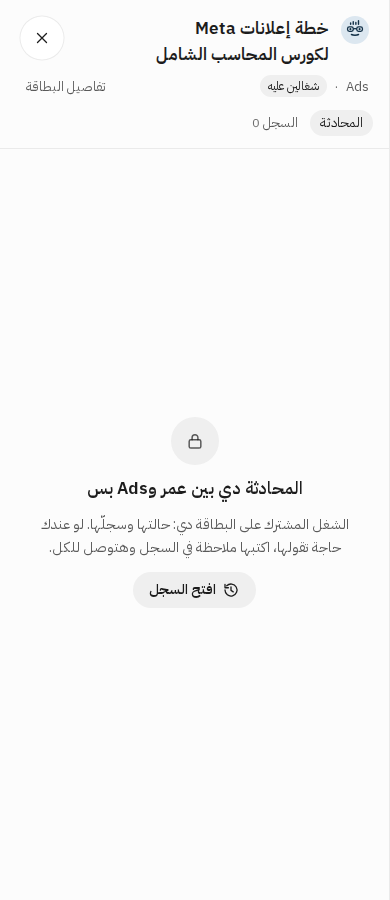 خطة إعلانات Meta
لكورس المحاسب الشامل
Ads · شغالين عليه
تفاصيل البطاقة
المحادثة
السجل 0
المحادثة دي بين عمر وAds بس
الشغل المشترك على البطاقة دي: حالتها وسجلّها. لو عندك
حاجة تقولها، اكتبها ملاحظة في السجل وهتوصل للكل.
افتح السجل